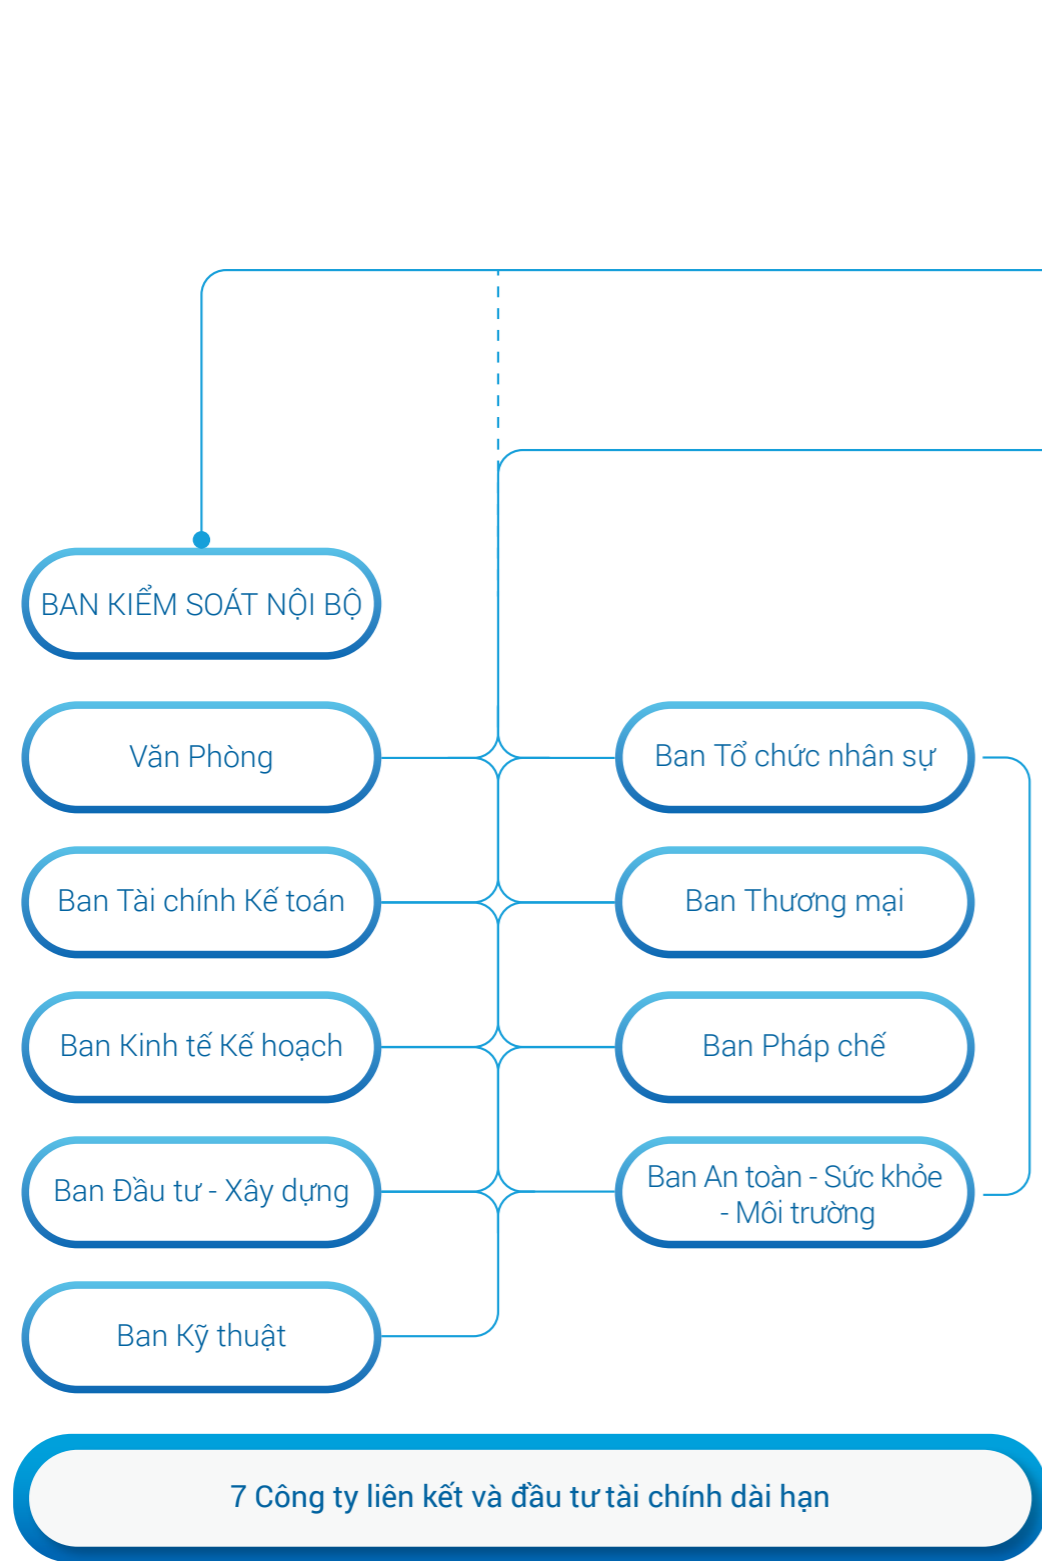 BAN KIỂM SOÁT NỘI BỘ
Văn Phòng
Ban Tổ chức nhân sự
Ban Tài chính Kế toán
Ban Thương mại
Ban Kinh tế Kế hoạch
Ban Pháp chế
Ban Đầu tư - Xây dựng
Ban An toàn - Sức khỏe
- Môi trường
Ban Kỹ thuật
7 Công ty liên kết và đầu tư tài chính dài hạn